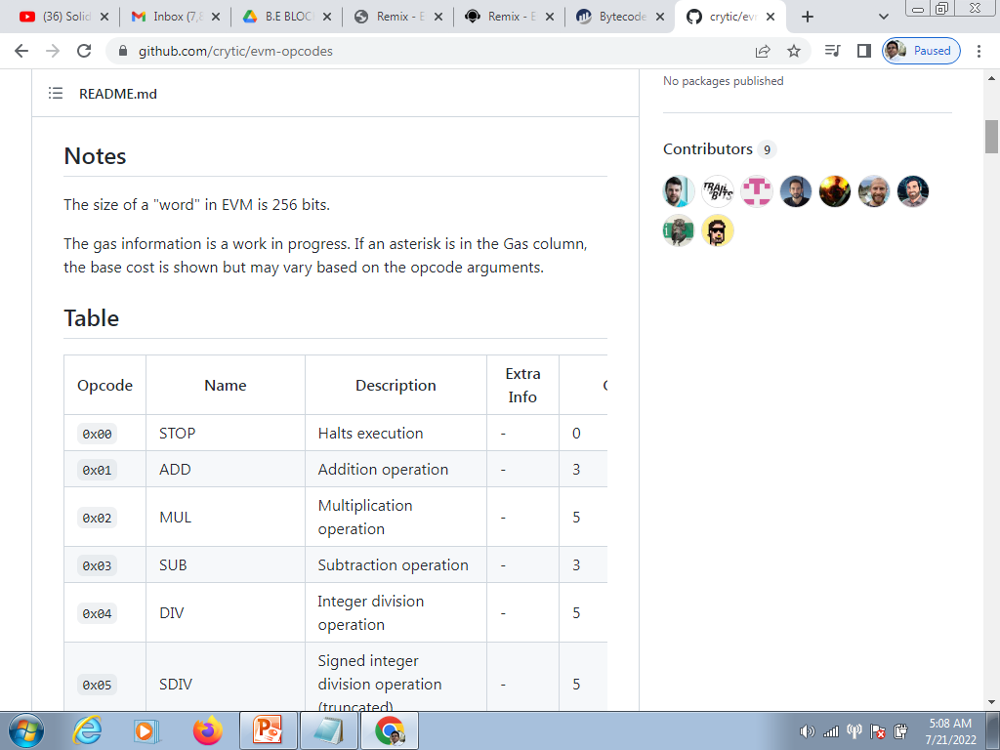 (36) Solid
Inbox (7,8
B.E BLOC
Remix - E
Remix - E
Bytecode
crytic/evm
github.com/crytic/evm-opcodes
Paused
README.md
No packages published
Notes
Contributors 9
The size of a "word" in EVM is 256 bits.
The gas information is a work in progress. If an asterisk is in the Gas column,
the base cost is shown but may vary based on the opcode arguments.
TRAIL OF BITS
Table
Opcode Name Description Extra Info
0x00 STOP Halts execution - 0
0x01 ADD Addition operation - 3
0x02 MUL Multiplication operation - 5
0x03 SUB Subtraction operation - 3
0x04 DIV Integer division operation - 5
0x05 SDIV Signed integer division operation (truncated) - 5
5:08 AM
7/21/2022